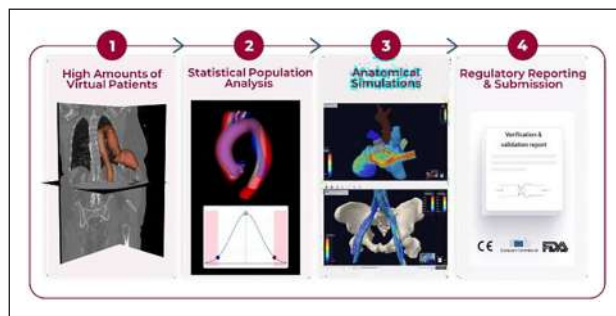 1
High Amounts of
Virtual Patients
2
Statistical Population
Analysis
3
Anatomical
Simulations
4
Regulatory Reporting
& Submission
Verification &
validation report
CE
FDA